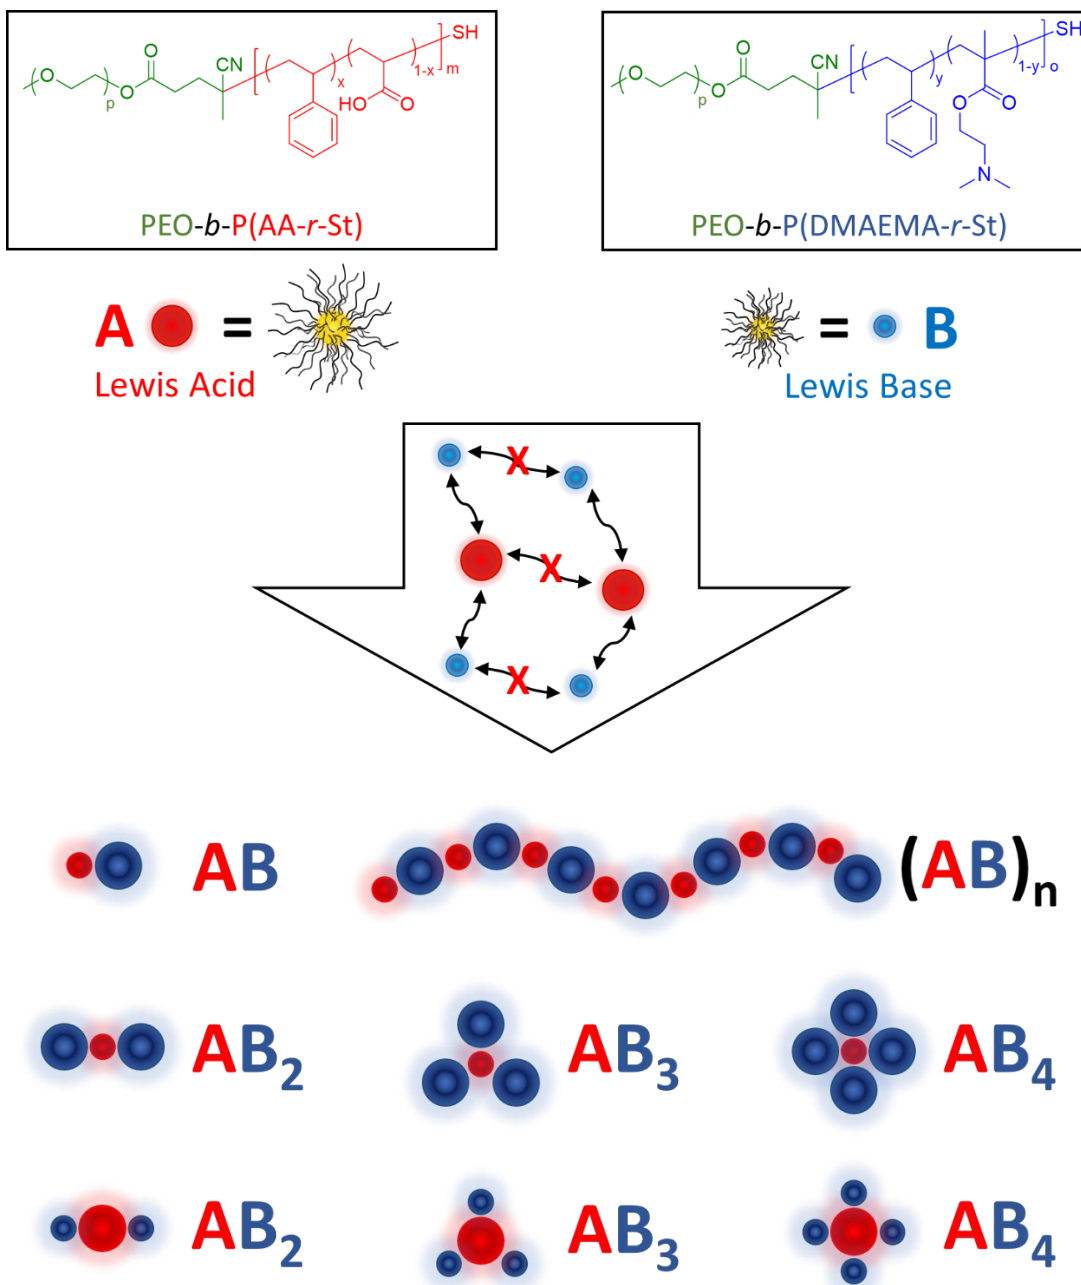 O
p
O
O
CN
x
HO
O
1-x
m
SH
PEO-b-P(AA-r-St)
O
p
O
O
CN
y
O
O
N
1-y
o
SH
PEO-b-P(DMAEMA-r-St)
A = = B
Lewis Acid
Lewis Base
X
X
X
AB
(AB)n
AB2
AB3
AB4
AB2
AB3
AB4